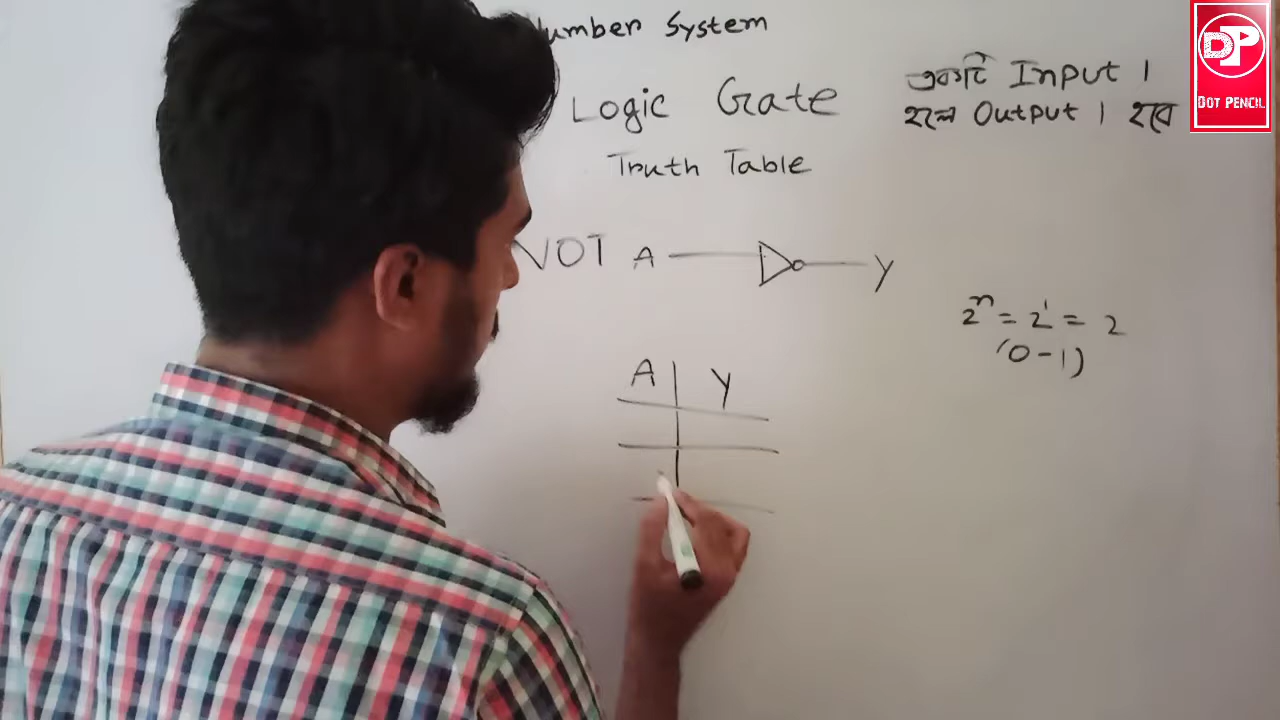 Number System
Logic Gate
Truth Table
একটি Input 1
হলে Output 1 হবে
DP
DOT PENCIL
NOT A Y
2ⁿ = 2¹ = 2
(0-1)
A Y